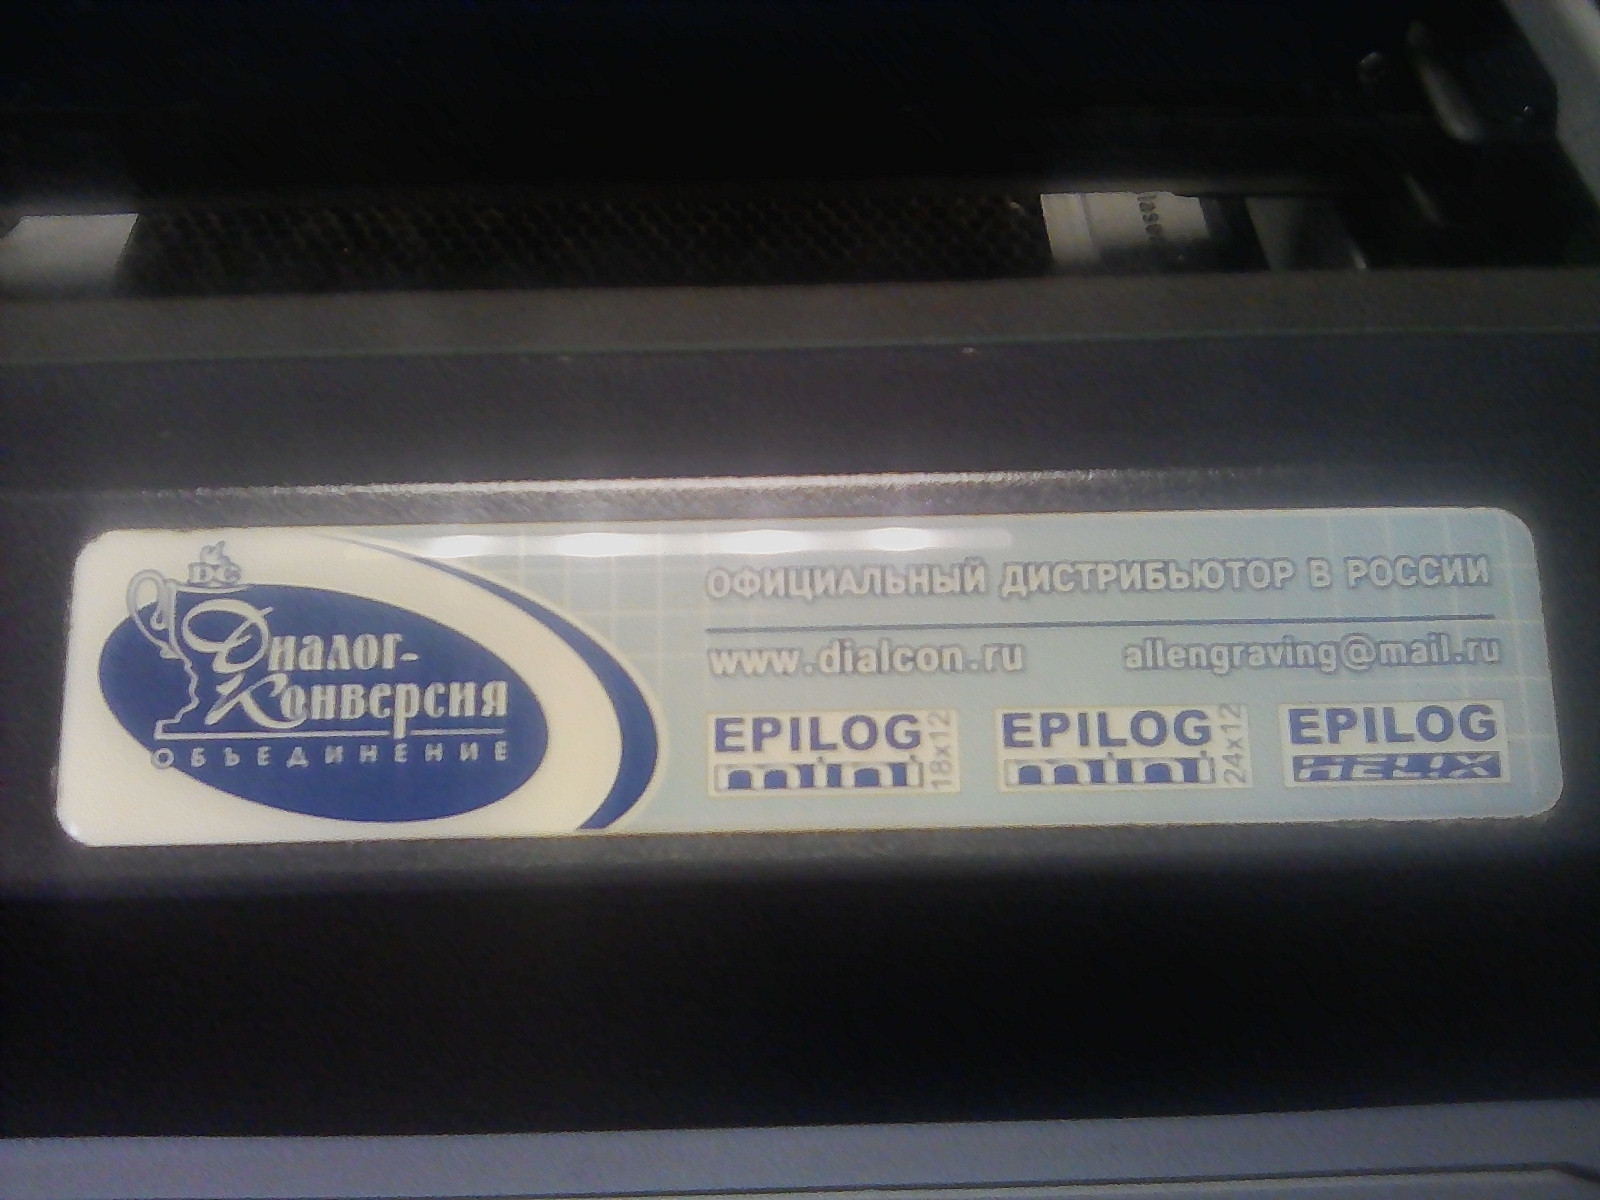 DC
Диалог-
Конверсия
ОБЪЕДИНЕНИЕ
ОФИЦИАЛЬНЫЙ ДИСТРИБЬЮТОР В РОССИИ
www.dialcon.ru allengraving@mail.ru
EPILOG
mini 18x12
EPILOG
mini 24x12
EPILOG
HELIX